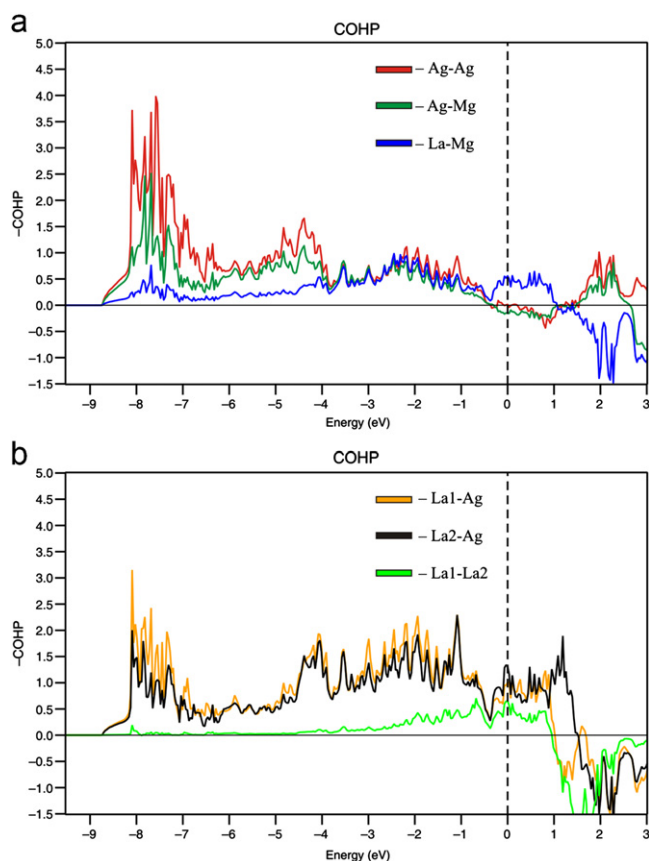 a
COHP
5.0
4.5
4.0
3.5
3.0
2.5
2.0
1.5
1.0
0.5
0.0
−0.5
−1.0
−1.5
−COHP
– Ag-Ag
– Ag-Mg
– La-Mg
−9 −8 −7 −6 −5 −4 −3 −2 −1 0 1 2 3
Energy (eV)
b
COHP
5.0
4.5
4.0
3.5
3.0
2.5
2.0
1.5
1.0
0.5
0.0
−0.5
−1.0
−1.5
−COHP
– La1-Ag
– La2-Ag
– La1-La2
−9 −8 −7 −6 −5 −4 −3 −2 −1 0 1 2 3
Energy (eV)